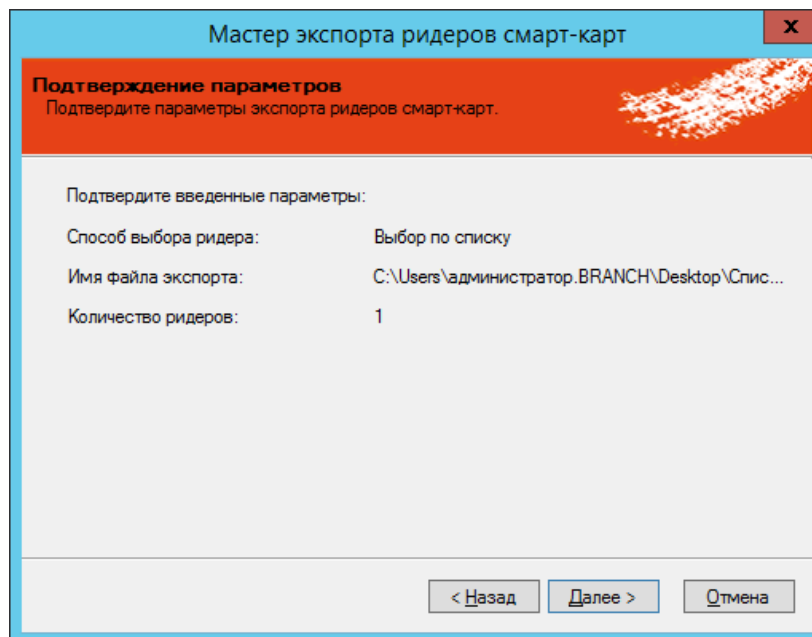 Мастер экспорта ридеров смарт-карт
x
Подтверждение параметров
Подтвердите параметры экспорта ридеров смарт-карт.
Подтвердите введенные параметры:
Способ выбора ридера: Выбор по списку
Имя файла экспорта: C:\Users\администратор.BRANCH\Desktop\Спис...
Количество ридеров: 1
< Назад Далее > Отмена